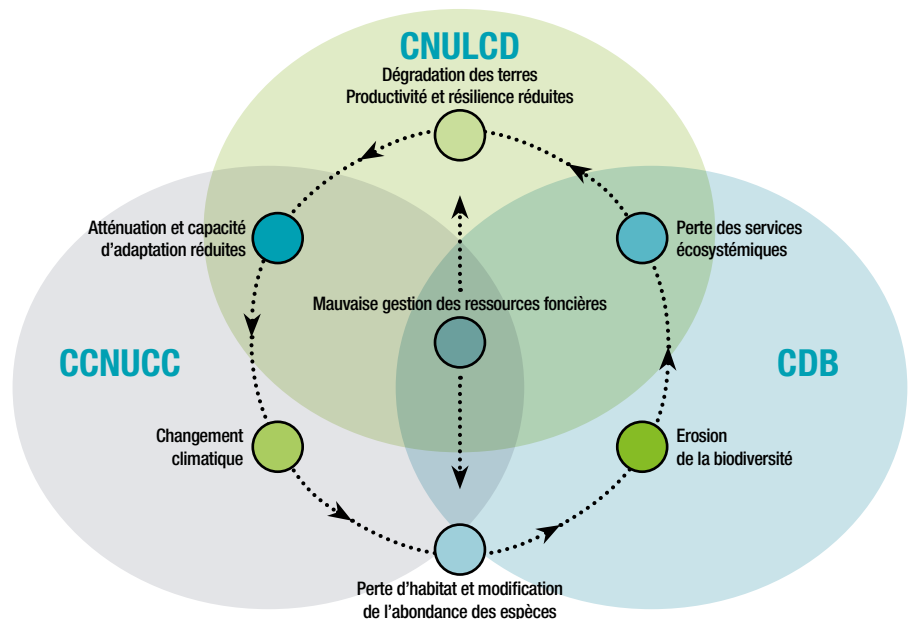 CNULCD
Dégradation des terres
Productivité et résilience réduites
Atténuation et capacité
d’adaptation réduites
Perte des services
écosystémiques
Mauvaise gestion des ressources foncières
CCNUCC
CDB
Changement
climatique
Erosion
de la biodiversité
Perte d’habitat et modification
de l’abondance des espèces